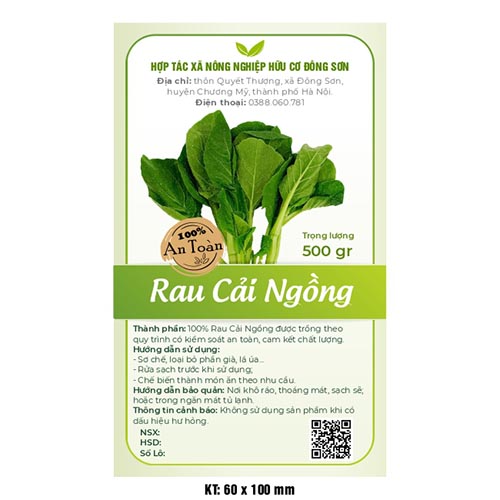 HỢP TÁC XÃ NÔNG NGHIỆP HỮU CƠ ĐÔNG SƠN
Địa chỉ: thôn Quyết Thượng, xã Đông Sơn,
huyện Chương Mỹ, thành phố Hà Nội.
Điện thoại: 0388 060.781
Trọng lượng
500 gr
100%
An Toàn
Rau Cải Ngồng
Thành phần: 100% Rau Cải Ngồng được trồng theo
quy trình có kiểm soát an toàn, cam kết chất lượng.
Hướng dẫn sử dụng:
- Sơ chế, loại bỏ phần già, lá úa...
- Rửa sạch trước khi sử dụng;
- Chế biến thành món ăn theo nhu cầu.
Hướng dẫn bảo quản: Nơi khô ráo, thoáng mát, sạch sẽ;
hoặc trong ngăn mát tủ lạnh.
Thông tin cảnh báo: Không sử dụng sản phẩm khi có
dấu hiệu hư hỏng.
NSX:
HSD:
Số Lô:
KT: 60 x 100 mm